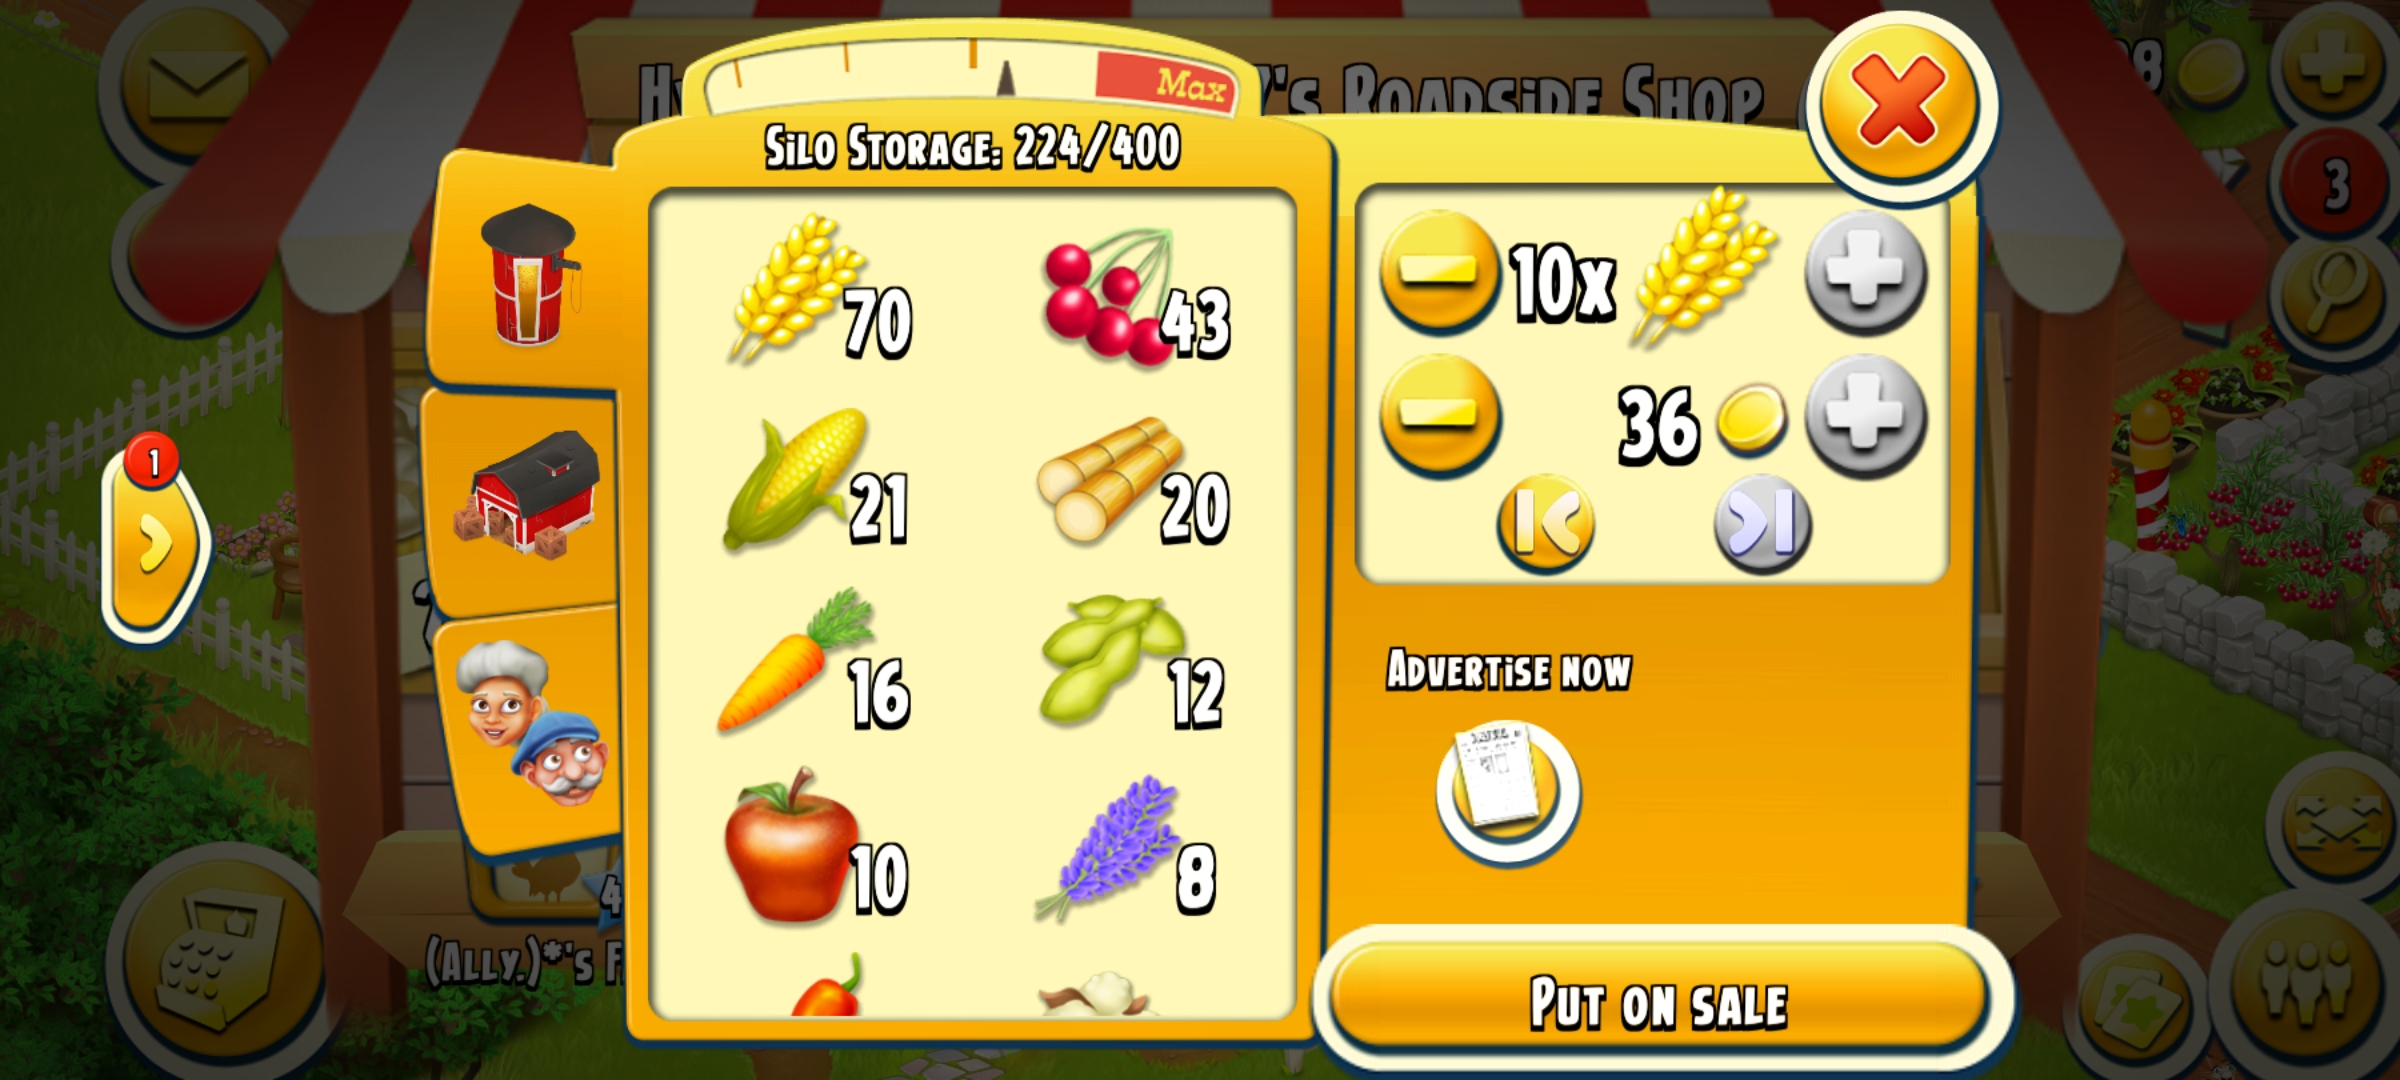 Max
'S ROADSIDE SHOP
SILO STORAGE: 224/400
3
70
43
10x
21
20
36
1
16
12
ADVERTISE NOW
10
8
(ALLY.)*'S
PUT ON SALE